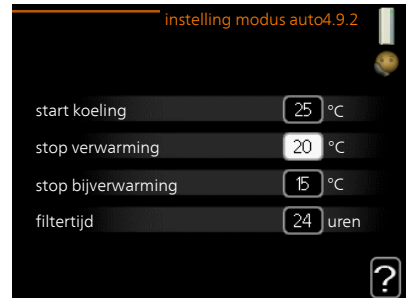 instelling modus auto4.9.2
start koeling 25 °C
stop verwarming 20 °C
stop bijverwarming 15 °C
filtertijd 24 uren
?